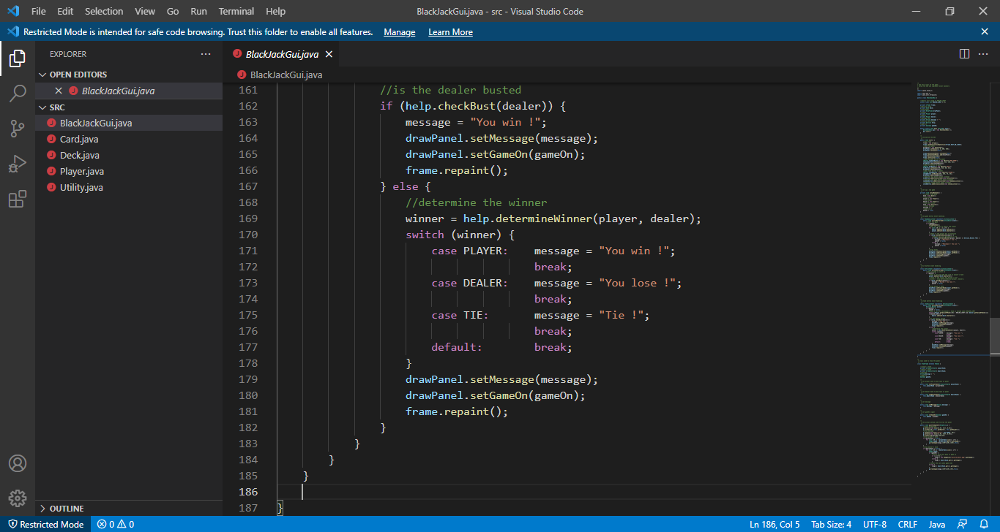 File Edit Selection View Go Run Terminal Help BlackJackGui.java - src - Visual Studio Code
Restricted Mode is intended for safe code browsing. Trust this folder to enable all features. Manage Learn More
EXPLORER
OPEN EDITORS
BlackJackGui.java
SRC
BlackJackGui.java
Card.java
Deck.java
Player.java
Utility.java
OUTLINE
BlackJackGui.java
BlackJackGui.java
161 //is the dealer busted
162 if (help.checkBust(dealer)) {
163 message = "You win !";
164 drawPanel.setMessage(message);
165 drawPanel.setGameOn(gameOn);
166 frame.repaint();
167 } else {
168 //determine the winner
169 winner = help.determineWinner(player, dealer);
170 switch (winner) {
171 case PLAYER: message = "You win !";
172 break;
173 case DEALER: message = "You lose !";
174 break;
175 case TIE: message = "Tie !";
176 break;
177 default: break;
178 }
179 drawPanel.setMessage(message);
180 drawPanel.setGameOn(gameOn);
181 frame.repaint();
182 }
183 }
184 }
185 }
186
187 }
Restricted Mode 0 0 Ln 186, Col 5 Tab Size: 4 UTF-8 CRLF Java